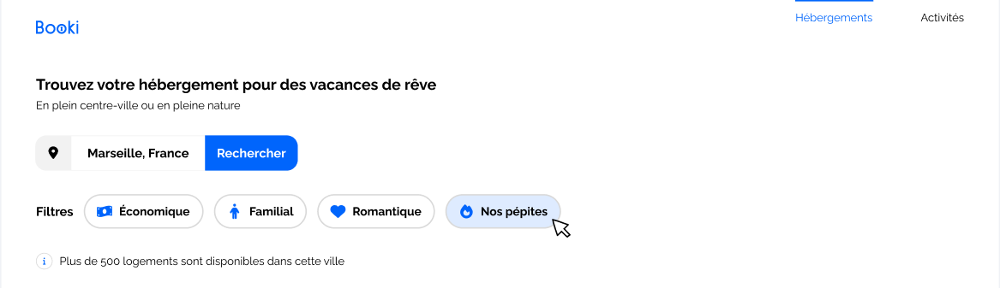 Booki
Hébergements
Activités
Trouvez votre hébergement pour des vacances de rêve
En plein centre-ville ou en pleine nature
Marseille, France
Rechercher
Filtres
Économique
Familial
Romantique
Nos pépites
i
Plus de 500 logements sont disponibles dans cette ville